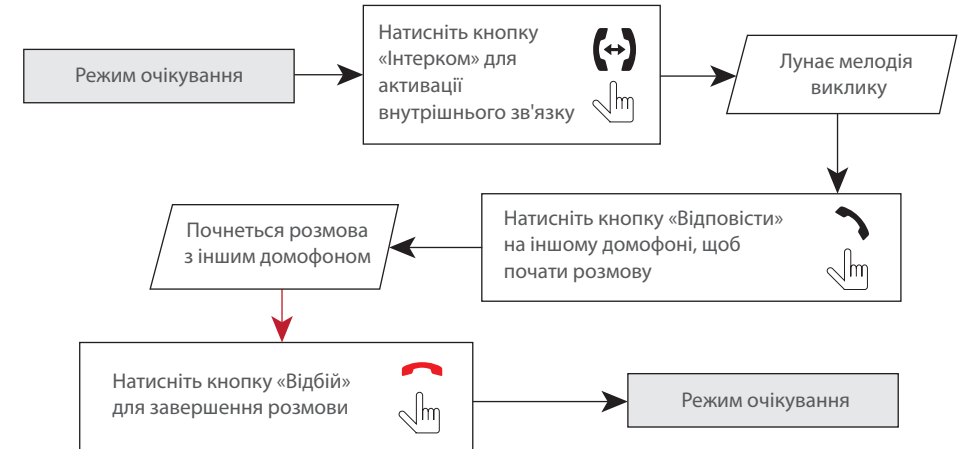 Режим очікування
Натисніть кнопку
«Інтерком» для
активації
внутрішнього зв'язку
Лунає мелодія
виклику
Натисніть кнопку «Відповісти»
на іншому домофоні, щоб
почати розмову
Почнеться розмова
з іншим домофоном
Натисніть кнопку «Відбій»
для завершення розмови
Режим очікування